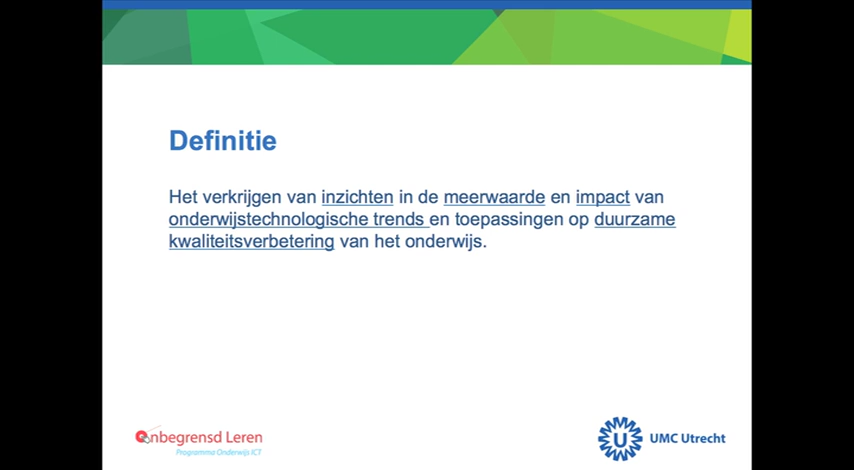 Definitie
Het verkrijgen van inzichten in de meerwaarde en impact van
onderwijstechnologische trends en toepassingen op duurzame
kwaliteitsverbetering van het onderwijs.
Onbegrensd Leren
Programma Onderwijs ICT
U
UMC Utrecht